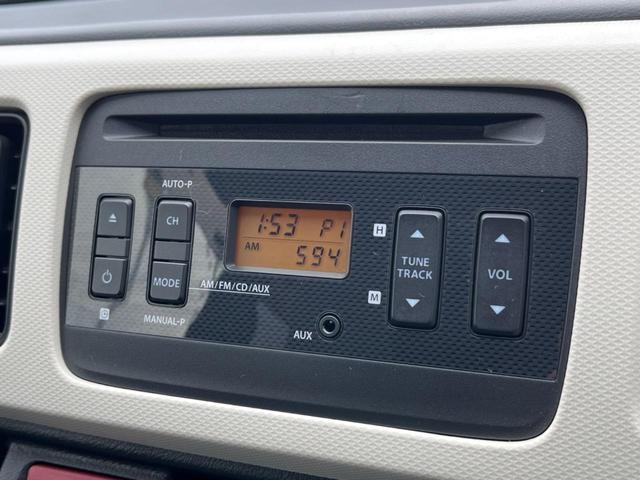 AUTO-P
CH
MODE
MANUAL-P
AM/FM/CD/AUX
1:53 P1
AM 594
AUX
H
M
TUNE
TRACK
VOL